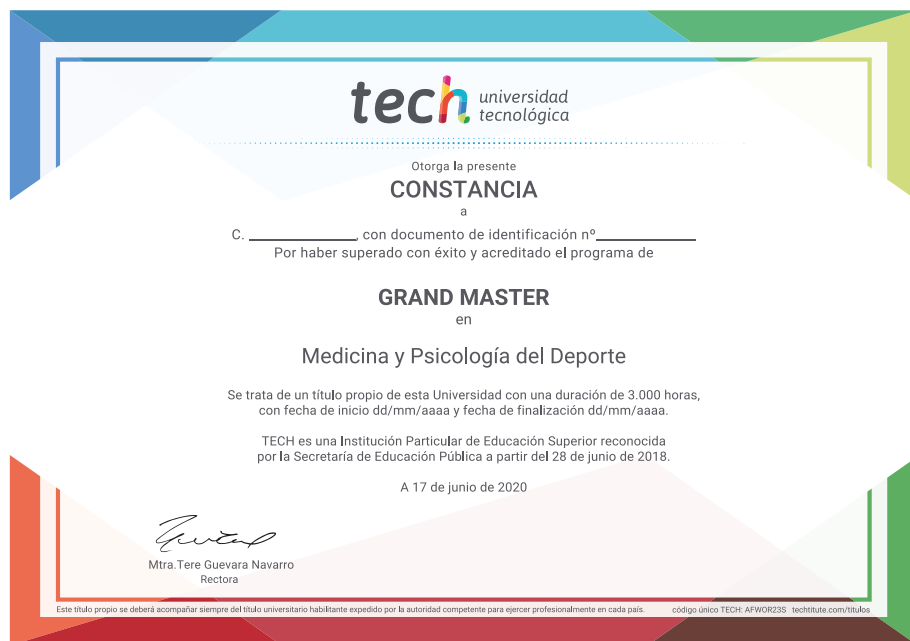 tech universidad
tecnológica
Otorga la presente
CONSTANCIA
a
C. ____________, con documento de identificación nº____________
Por haber superado con éxito y acreditado el programa de
GRAND MASTER
en
Medicina y Psicología del Deporte
Se trata de un título propio de esta Universidad con una duración de 3.000 horas,
con fecha de inicio dd/mm/aaaa y fecha de finalización dd/mm/aaaa.
TECH es una Institución Particular de Educación Superior reconocida
por la Secretaría de Educación Pública a partir del 28 de junio de 2018.
A 17 de junio de 2020
Mtra.Tere Guevara Navarro
Rectora
Este título propio se deberá acompañar siempre del título universitario habilitante expedido por la autoridad competente para ejercer profesionalmente en cada país. código único TECH: AFWOR23S techtitute.com/titulos